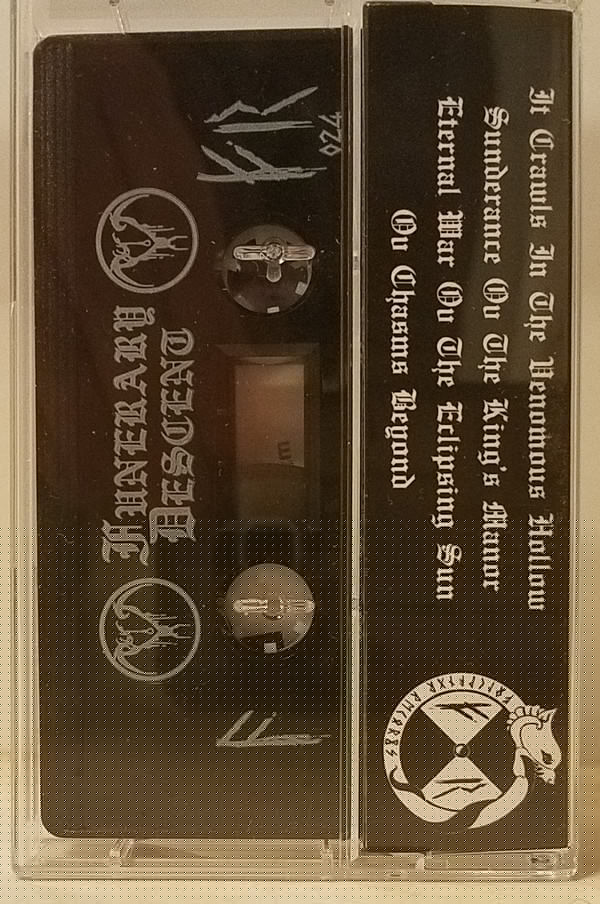 It Crawls In The Venomous Hollow
Sunderance Ov The King's Manor
Eternal War Ov The Eclipsing Sun
Ov Chasms Beyond
FR
024
Funerary
Descent